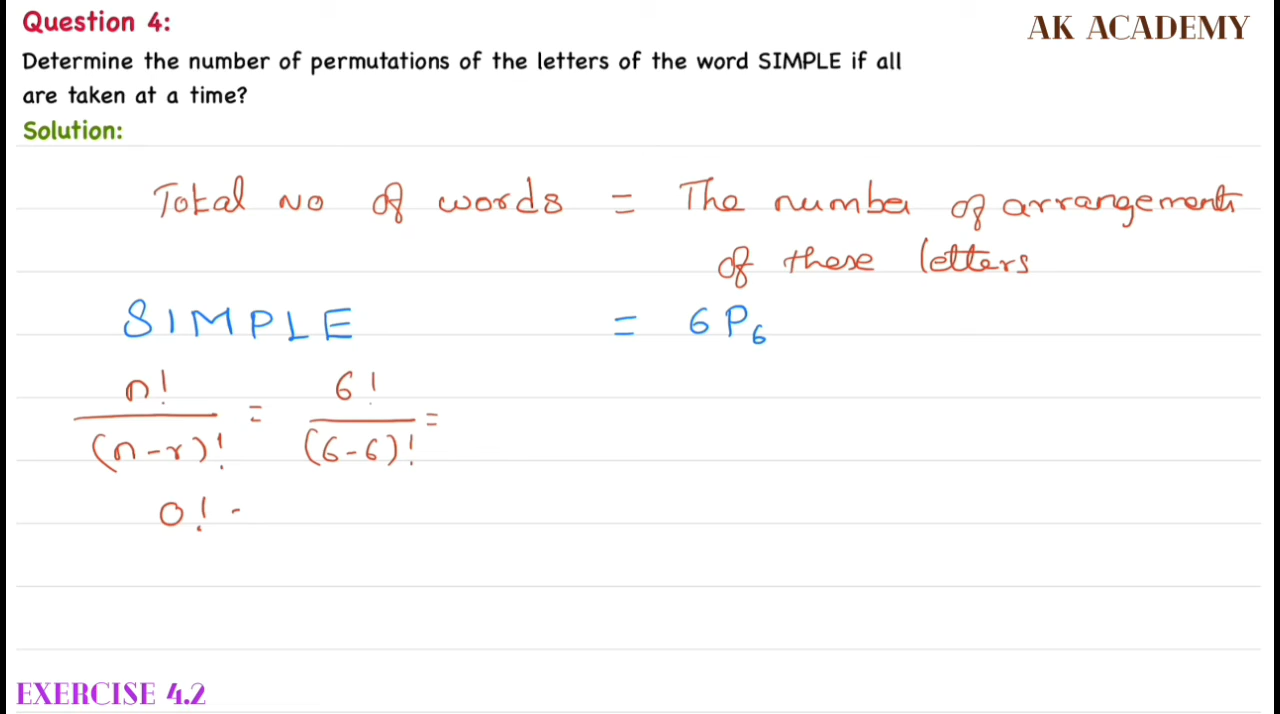 Question 4:
AK ACADEMY
Determine the number of permutations of the letters of the word SIMPLE if all
are taken at a time?
Solution:
Total no of words = The number of arrangements
of these letters
SIMPLE = 6P₆
n!/(n-r)! = 6!/(6-6)! =
0! -
EXERCISE 4.2